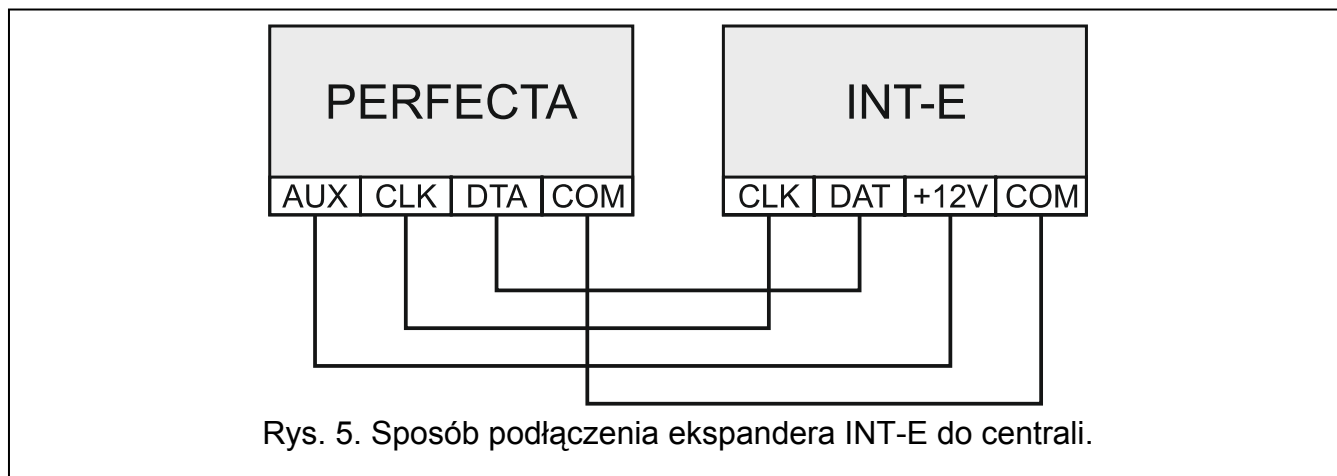 PERFECTA INT-E
AUX CLK DTA COM CLK DAT +12V COM
Rys. 5. Sposób podłączenia ekspandera INT-E do centrali.